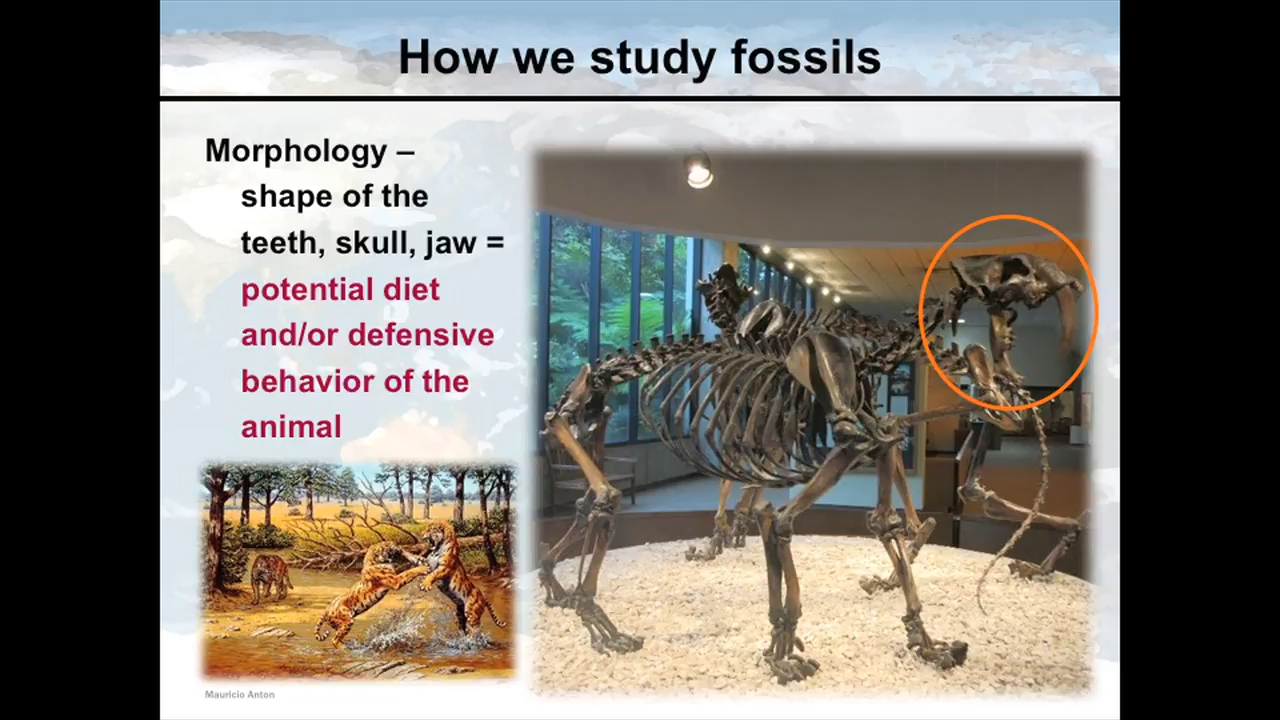 How we study fossils
Morphology –
shape of the
teeth, skull, jaw =
potential diet
and/or defensive
behavior of the
animal
Mauricio Anton